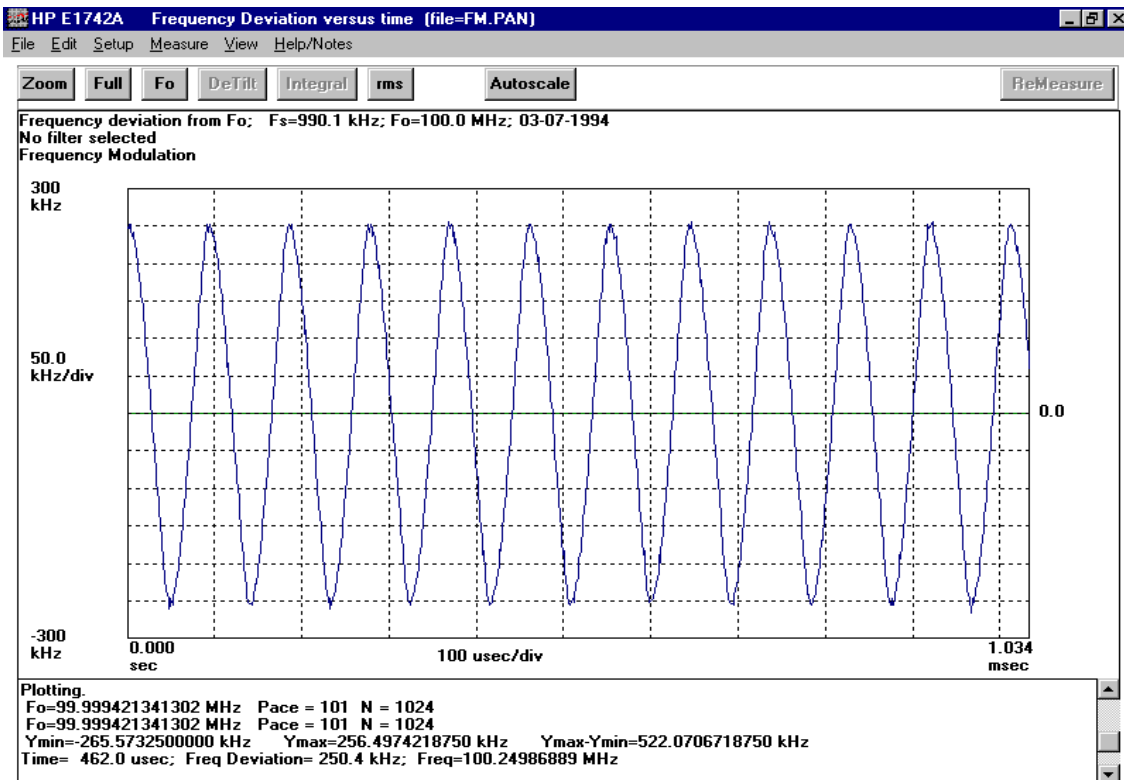 HP E1742A Frequency Deviation versus time (file=FM.PAN)
File Edit Setup Measure View Help/Notes
Zoom Full Fo DeTilt Integral rms Autoscale ReMeasure
Frequency deviation from Fo; Fs=990.1 kHz; Fo=100.0 MHz; 03-07-1994
No filter selected
Frequency Modulation
300
kHz
50.0
kHz/div
0.0
-300
kHz
0.000
sec
100 usec/div
1.034
msec
Plotting.
Fo=99.999421341302 MHz Pace = 101 N = 1024
Fo=99.999421341302 MHz Pace = 101 N = 1024
Ymin=-265.5732500000 kHz Ymax=256.4974218750 kHz Ymax-Ymin=522.0706718750 kHz
Time= 462.0 usec; Freq Deviation= 250.4 kHz; Freq=100.24986889 MHz